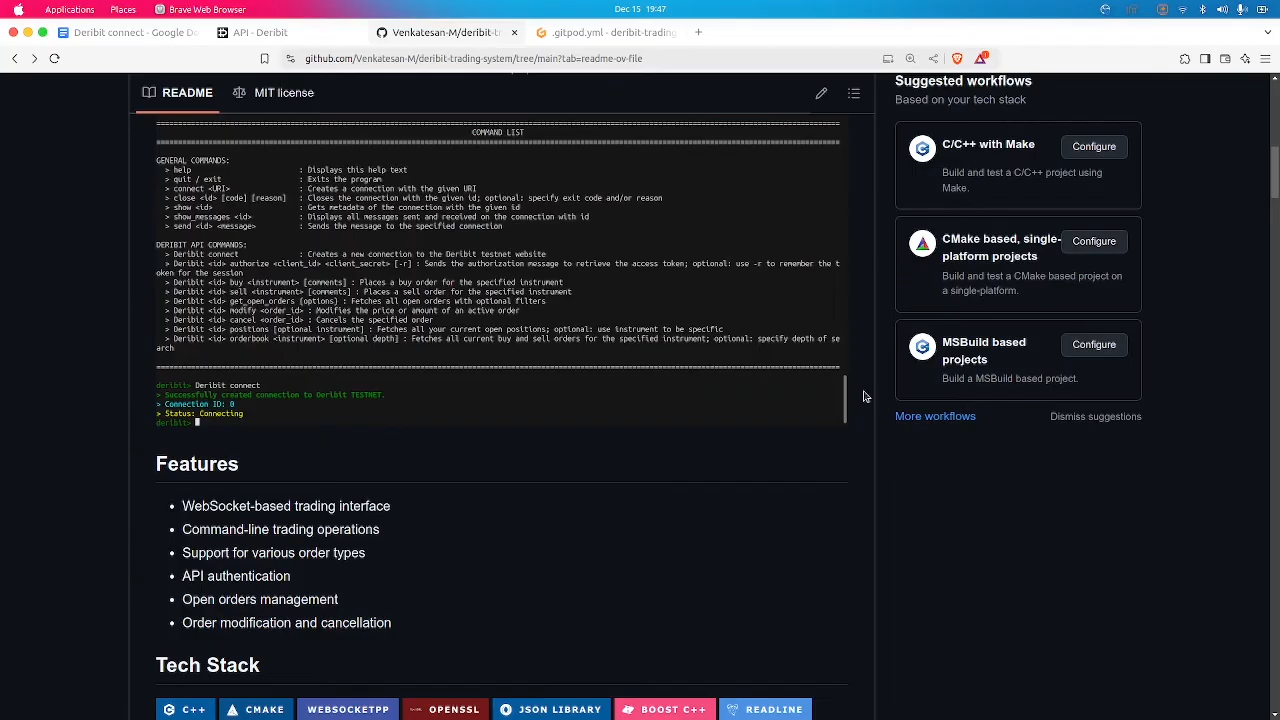 Applications Places Brave Web Browser Dec 15 19:47
Deribit connect - Google Do API - Deribit Venkatesan-M/deribit-tr .gitpod.yml - deribit-trading
github.com/Venkatesan-M/deribit-trading-system/tree/main?tab=readme-ov-file
README MIT license
COMMAND LIST
GENERAL COMMANDS:
> help : Displays this help text
> quit / exit : Exits the program
> connect <URI> : Creates a connection with the given URI
> close <id> [code] [reason] : Closes the connection with the given id; optional: specify exit code and/or reason
> show <id> : Gets metadata of the connection with the given id
> show_messages <id> : Displays all messages sent and received on the connection with id
> send <id> <message> : Sends the message to the specified connection
DERIBIT API COMMANDS:
> Deribit connect : Creates a new connection to the Deribit testnet website
> Deribit <id> authorize <client_id> <client_secret> [-r] : Sends the authorization message to retrieve the access token; optional: use -r to remember the t
oken for the session
> Deribit <id> buy <instrument> [comments] : Places a buy order for the specified instrument
> Deribit <id> sell <instrument> [comments] : Places a sell order for the specified instrument
> Deribit <id> get_open_orders [options] : Fetches all open orders with optional filters
> Deribit <id> modify <order_id> : Modifies the price or amount of an active order
> Deribit <id> cancel <order_id> : Cancels the specified order
> Deribit <id> positions [optional instrument] : Fetches all your current open positions; optional: use instrument to be specific
> Deribit <id> orderbook <instrument> [optional depth] : Fetches all current buy and sell orders for the specified instrument; optional: specify depth of se
arch
deribit> Deribit connect
> Successfully created connection to Deribit TESTNET.
> Connection ID: 0
> Status: Connecting
deribit>
Features
• WebSocket-based trading interface
• Command-line trading operations
• Support for various order types
• API authentication
• Open orders management
• Order modification and cancellation
Tech Stack
C++ CMAKE WEBSOCKETPP OPENSSL JSON LIBRARY BOOST C++ READLINE
Suggested workflows
Based on your tech stack
C/C++ with Make Configure
Build and test a C/C++ project using
Make.
CMake based, single- Configure
platform projects
Build and test a CMake based project on
a single-platform.
MSBuild based Configure
projects
Build a MSBuild based project.
More workflows Dismiss suggestions